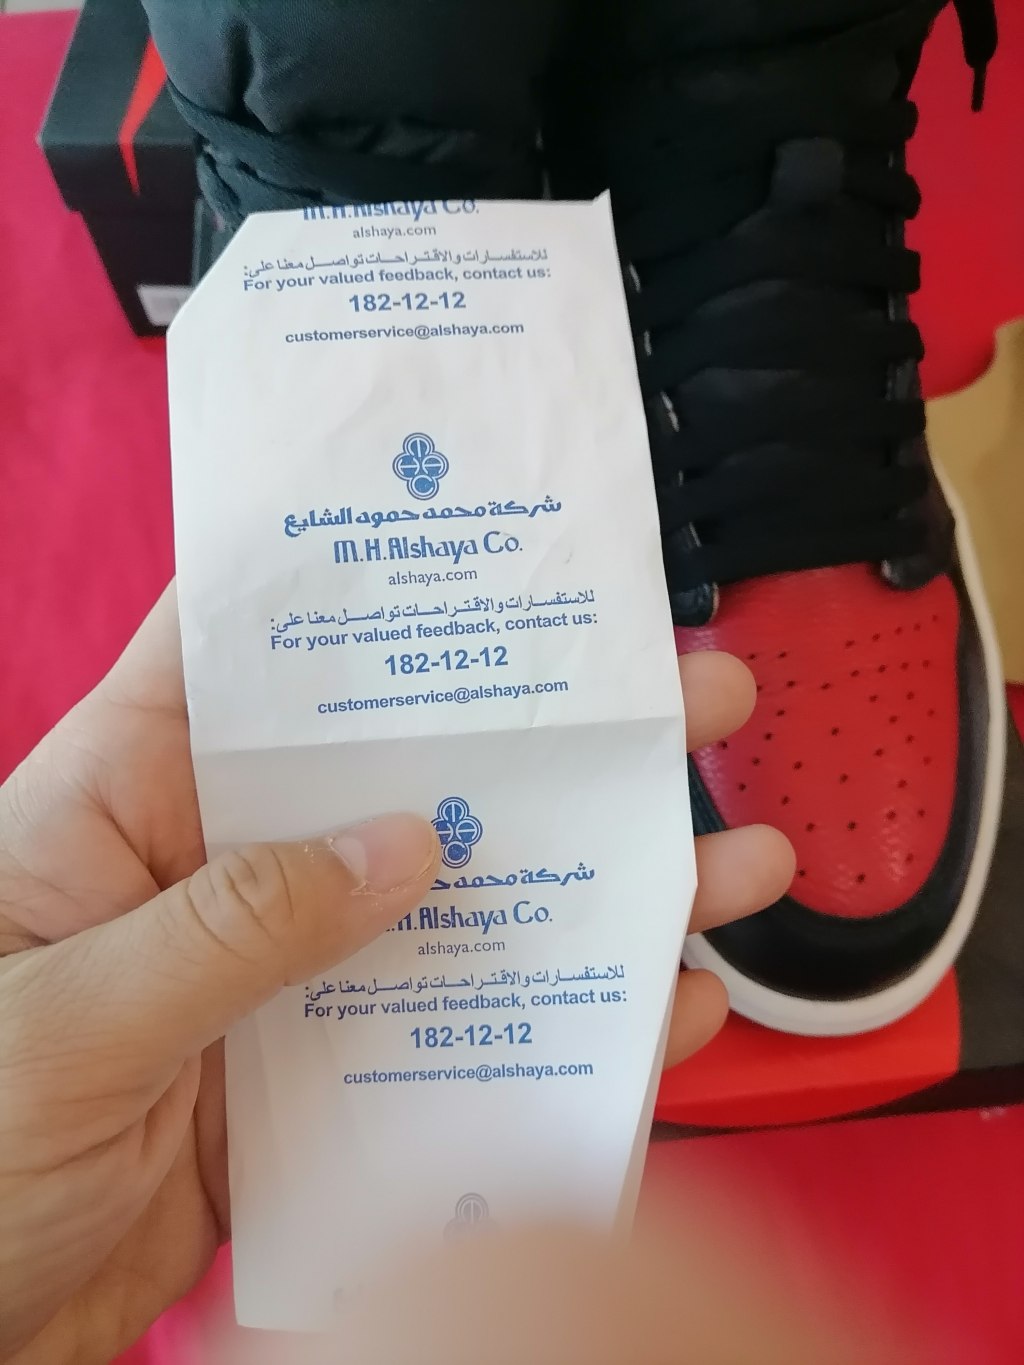 M.H.Alshaya Co.
alshaya.com
للاستفسارات والاقتراحات تواصل معنا على:
For your valued feedback, contact us:
182-12-12
customerservice@alshaya.com
شركة محمد حمود الشايع
M.H.Alshaya Co.
alshaya.com
للاستفسارات والاقتراحات تواصل معنا على:
For your valued feedback, contact us:
182-12-12
customerservice@alshaya.com
شركة محمد
Alshaya Co.
alshaya.com
للاستفسارات والاقتراحات تواصل معنا على:
For your valued feedback, contact us:
182-12-12
customerservice@alshaya.com